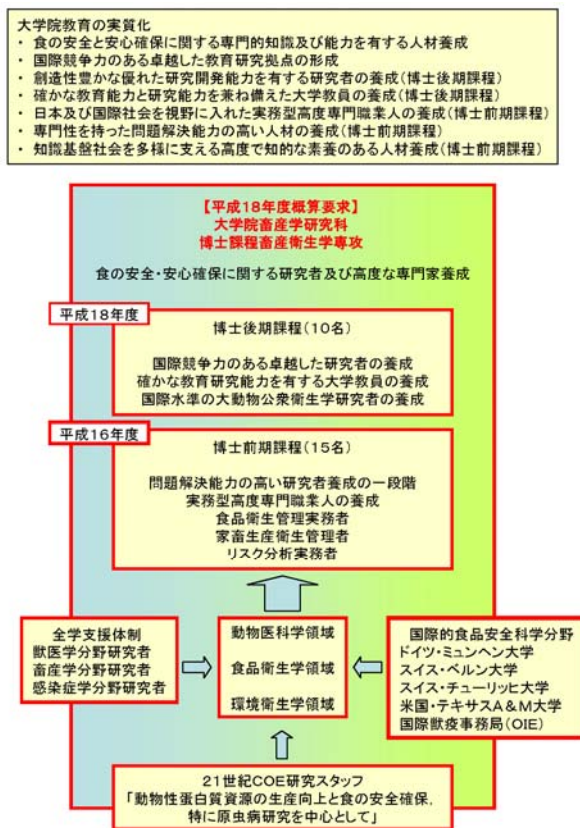 大学院教育の実質化
・ 食の安全と安心確保に関する専門的知識及び能力を有する人材養成
・ 国際競争力のある卓越した教育研究拠点の形成
・ 創造性豊かな優れた研究開発能力を有する研究者の養成(博士後期課程)
・ 確かな教育能力と研究能力を兼ね備えた大学教員の養成(博士後期課程)
・ 日本及び国際社会を視野に入れた実務型高度専門職業人の養成(博士前期課程)
・ 専門性を持った問題解決能力の高い人材の養成(博士前期課程)
・ 知識基盤社会を多様に支える高度で知的な素養のある人材養成(博士前期課程)
【平成18年度概算要求】
大学院畜産学研究科
博士課程畜産衛生学専攻
食の安全・安心確保に関する研究者及び高度な専門家養成
平成18年度
博士後期課程(10名)
国際競争力のある卓越した研究者の養成
確かな教育研究能力を有する大学教員の養成
国際水準の大動物公衆衛生学研究者の養成
平成16年度
博士前期課程(15名)
問題解決能力の高い研究者養成の一段階
実務型高度専門職業人の養成
食品衛生管理実務者
家畜生産衛生管理者
リスク分析実務者
全学支援体制
獣医学分野研究者
畜産学分野研究者
感染症学分野研究者
動物医科学領域
食品衛生学領域
環境衛生学領域
国際的食品安全科学分野
ドイツ・ミュンヘン大学
スイス・ベルン大学
スイス・チューリッヒ大学
米国・テキサスA&M大学
国際獣疫事務局(OIE)
21世紀COE研究スタッフ
「動物性蛋白質資源の生産向上と食の安全確保,
特に原虫病研究を中心として」